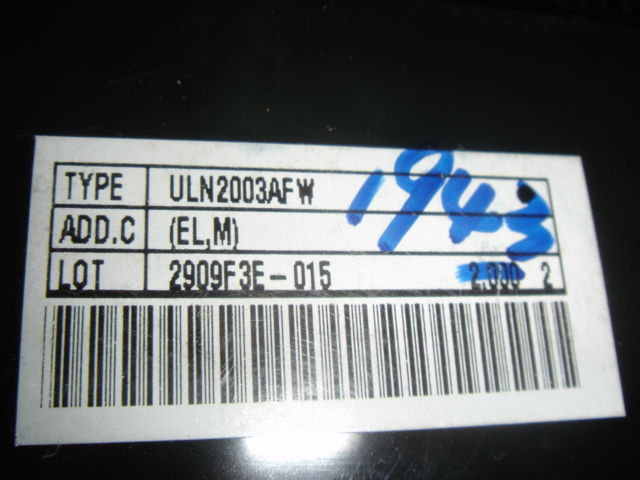 TYPE ULN2003AFW
ADD.C (EL,M)
LOT 2909F3E-015 2,000 2
1943